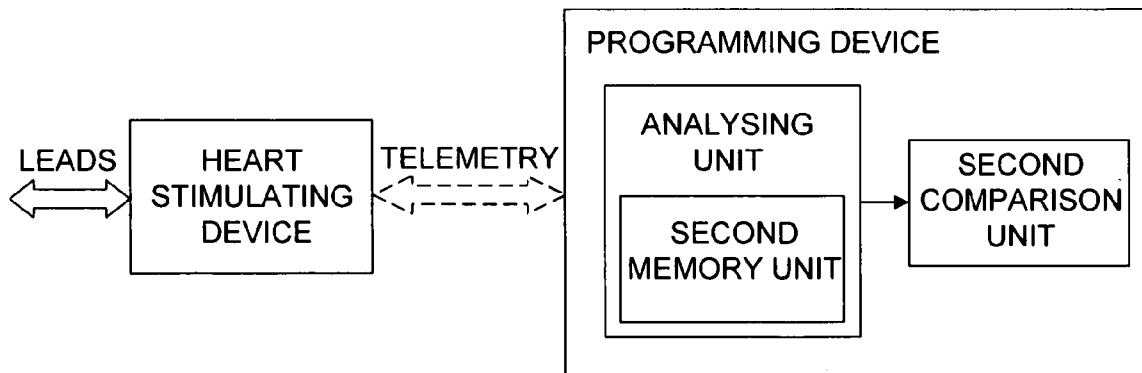 LEADS
HEART
STIMULATING
DEVICE
TELEMETRY
PROGRAMMING DEVICE
ANALYSING
UNIT
SECOND
MEMORY UNIT
SECOND
COMPARISON
UNIT